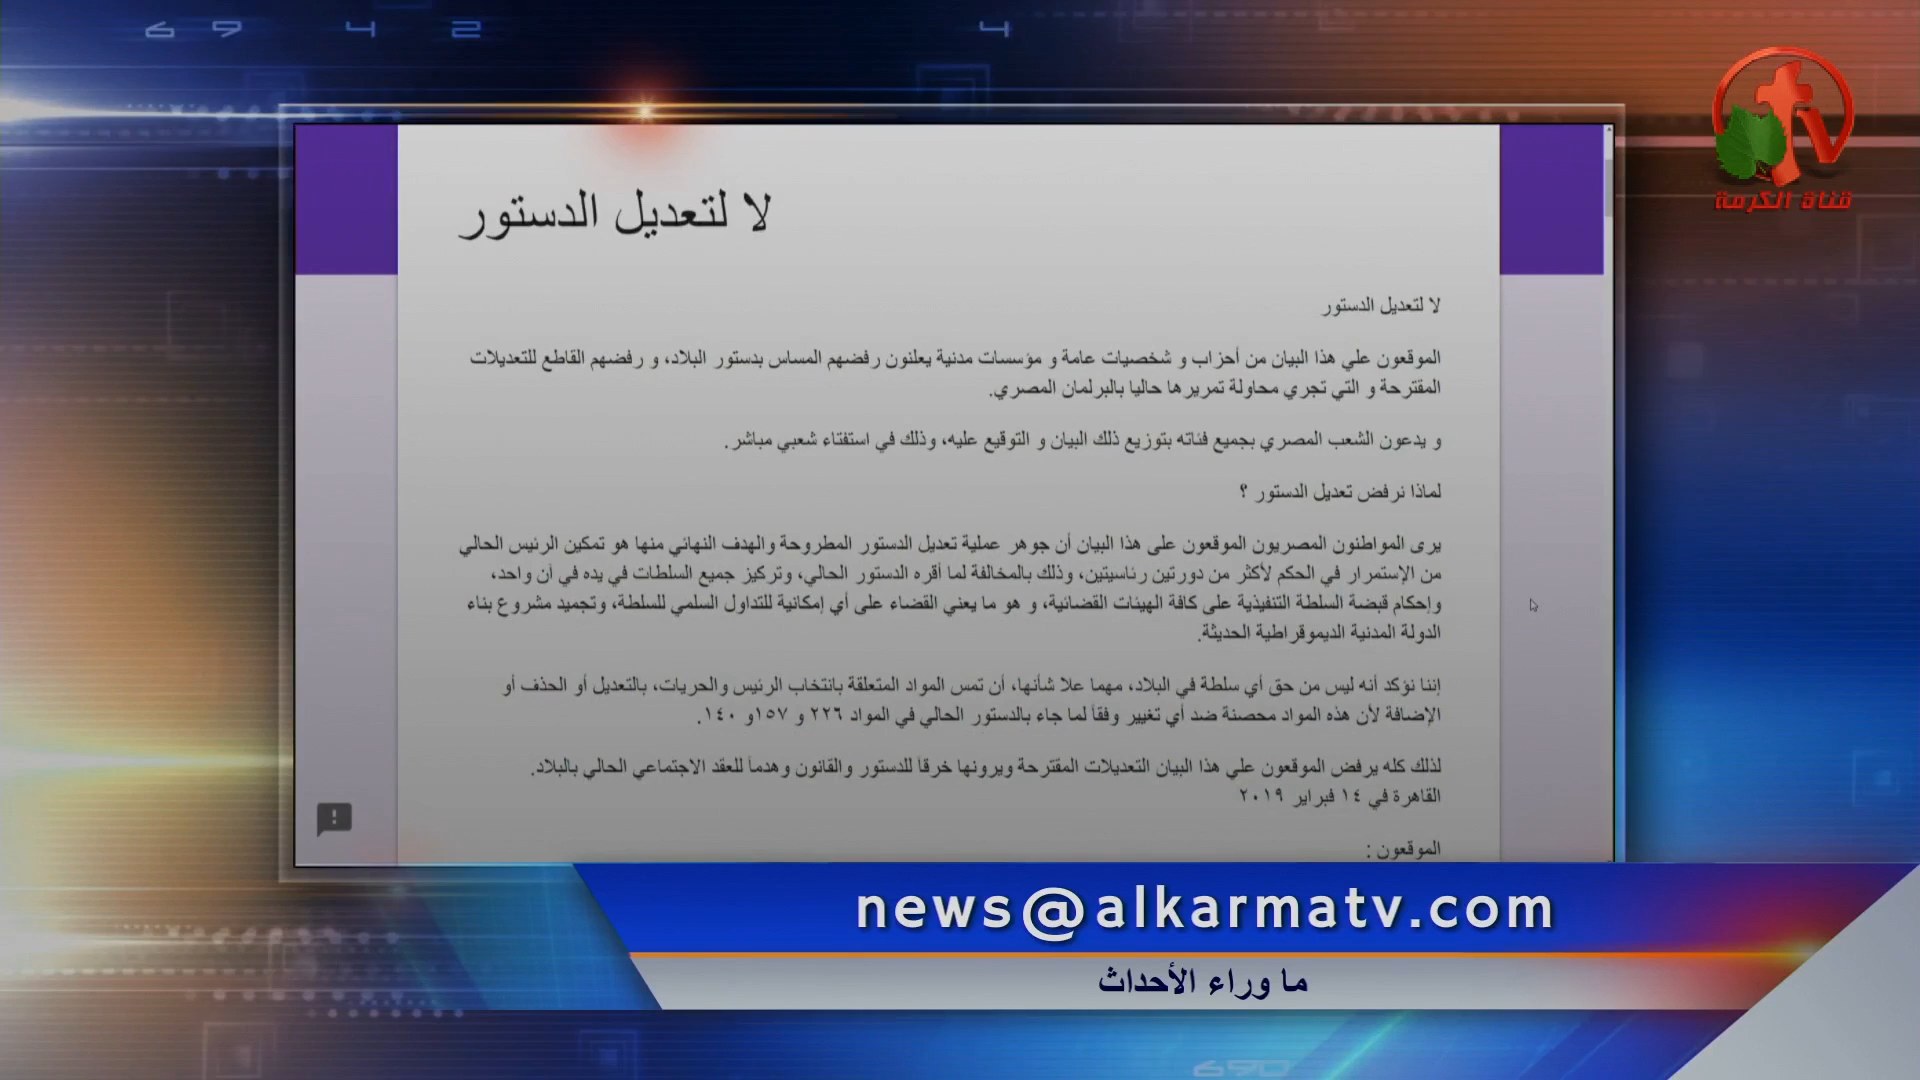 69 42 4
قناة الكرمة
لا لتعديل الدستور
لا لتعديل الدستور
الموقعون علي هذا البيان من أحزاب و شخصيات عامة و مؤسسات مدنية يعلنون رفضهم المساس بدستور البلاد، و رفضهم القاطع للتعديلات
المقترحة و التي تجري محاولة تمريرها حاليا بالبرلمان المصري.
و يدعون الشعب المصري بجميع فئاته بتوزيع ذلك البيان و التوقيع عليه، وذلك في استفتاء شعبي مباشر.
لماذا نرفض تعديل الدستور ؟
يرى المواطنون المصريون الموقعون على هذا البيان أن جوهر عملية تعديل الدستور المطروحة والهدف النهائي منها هو تمكين الرئيس الحالي
من الإستمرار في الحكم لأكثر من دورتين رئاسيتين، وذلك بالمخالفة لما أقره الدستور الحالي، وتركيز جميع السلطات في يده في آن واحد،
وإحكام قبضة السلطة التنفيذية على كافة الهيئات القضائية، و هو ما يعني القضاء على أي إمكانية للتداول السلمي للسلطة، وتجميد مشروع بناء
الدولة المدنية الديموقراطية الحديثة.
إننا نؤكد أنه ليس من حق أي سلطة في البلاد، مهما علا شأنها، أن تمس المواد المتعلقة بانتخاب الرئيس والحريات، بالتعديل أو الحذف أو
الإضافة لأن هذه المواد محصنة ضد أي تغيير وفقاً لما جاء بالدستور الحالي في المواد ٢٢٦ و ١٥٧و ١٤٠.
لذلك كله يرفض الموقعون علي هذا البيان التعديلات المقترحة ويرونها خرقاً للدستور والقانون وهدماً للعقد الاجتماعي الحالي بالبلاد.
القاهرة في ١٤ فبراير ٢٠١٩
الموقعون :
news@alkarmatv.com
ما وراء الأحداث
690